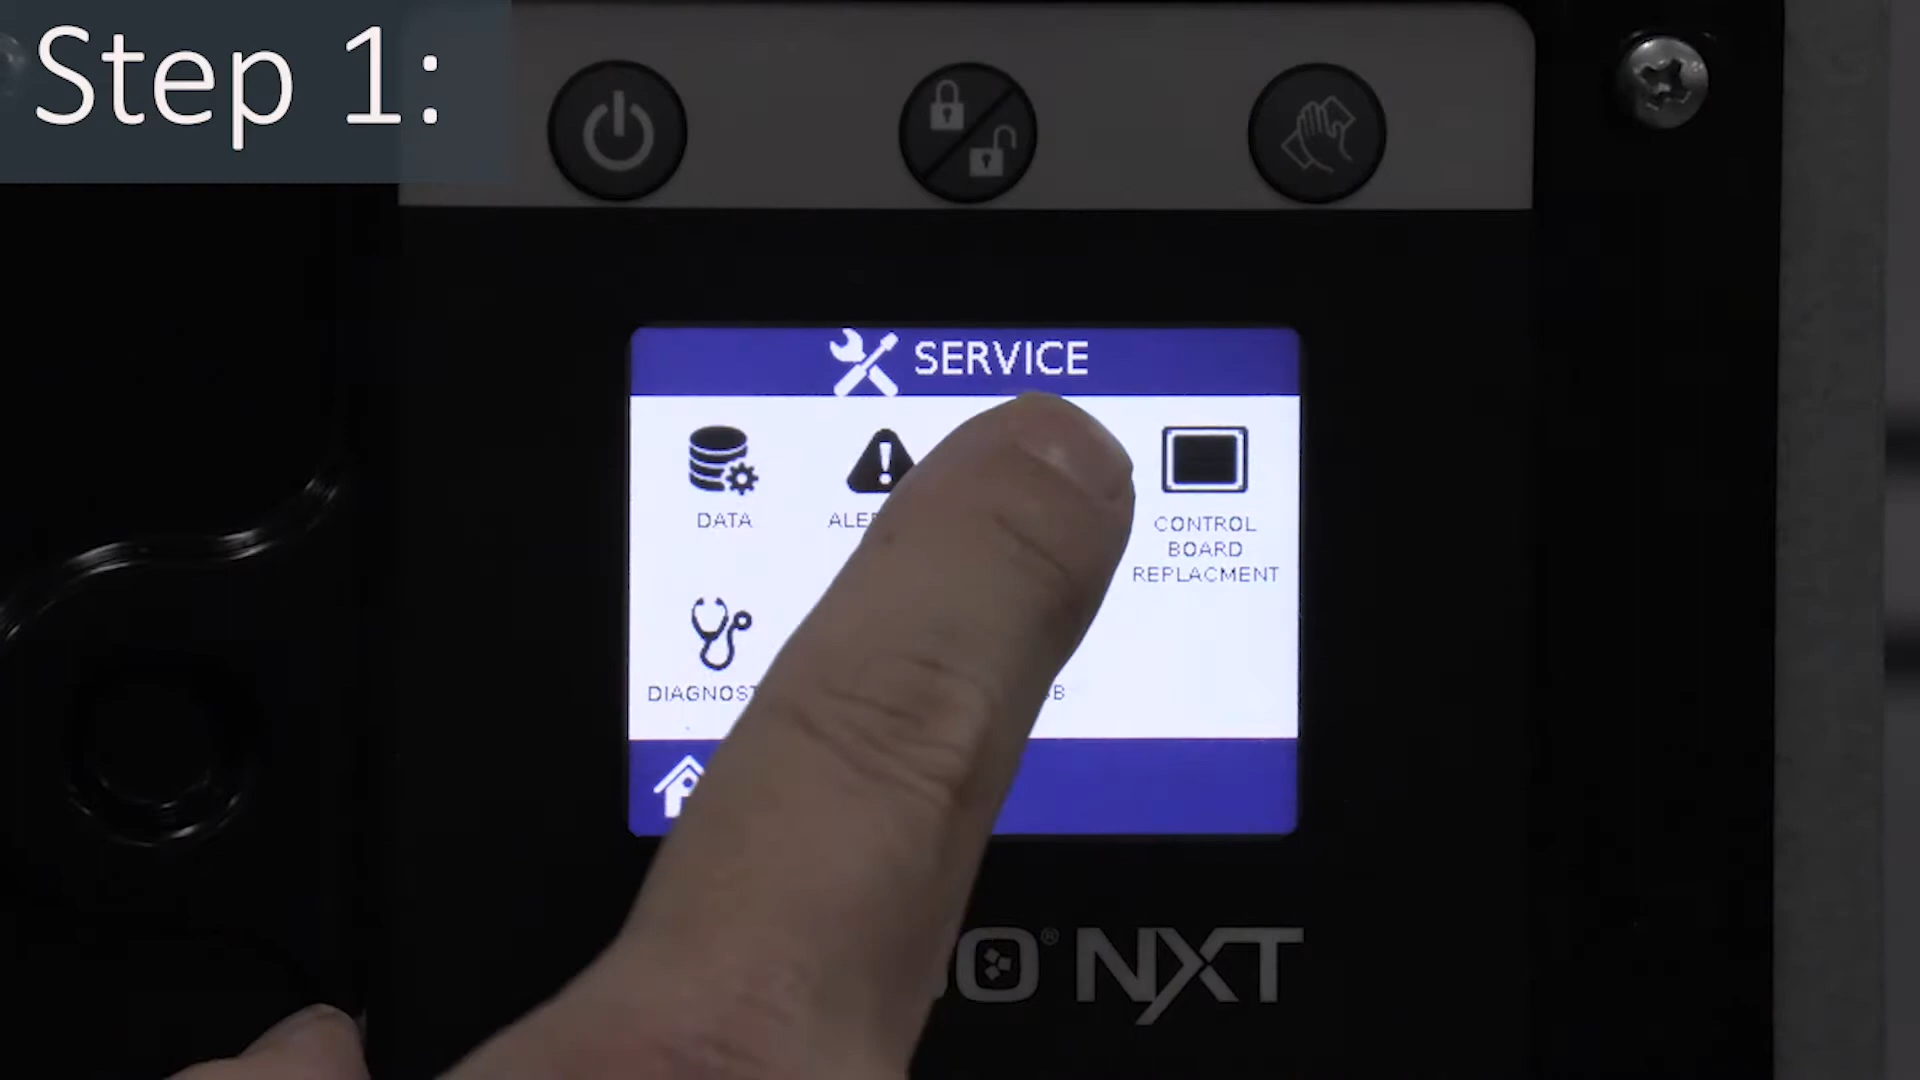 Step 1:
SERVICE
DATA
CONTROL
BOARD
REPLACMENT
NXT